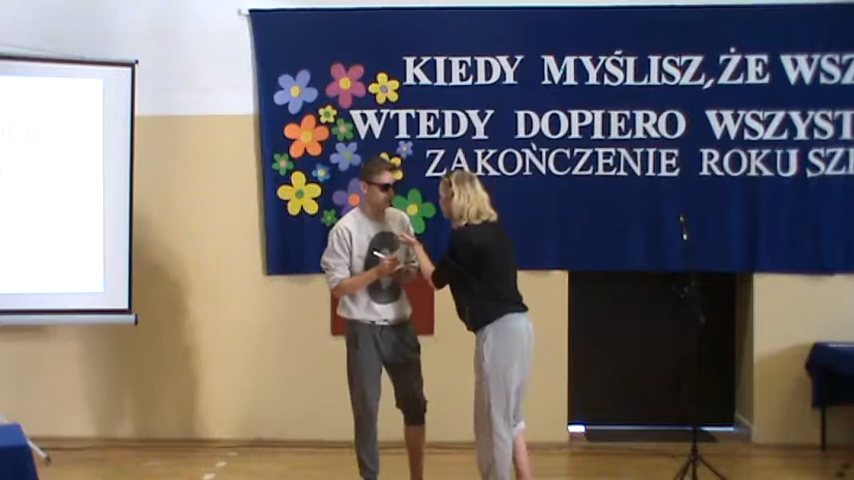 KIEDY MYŚLISZ, ŻE WSZ
WTEDY DOPIERO WSZYST
ZAKOŃCZENIE ROKU SZ